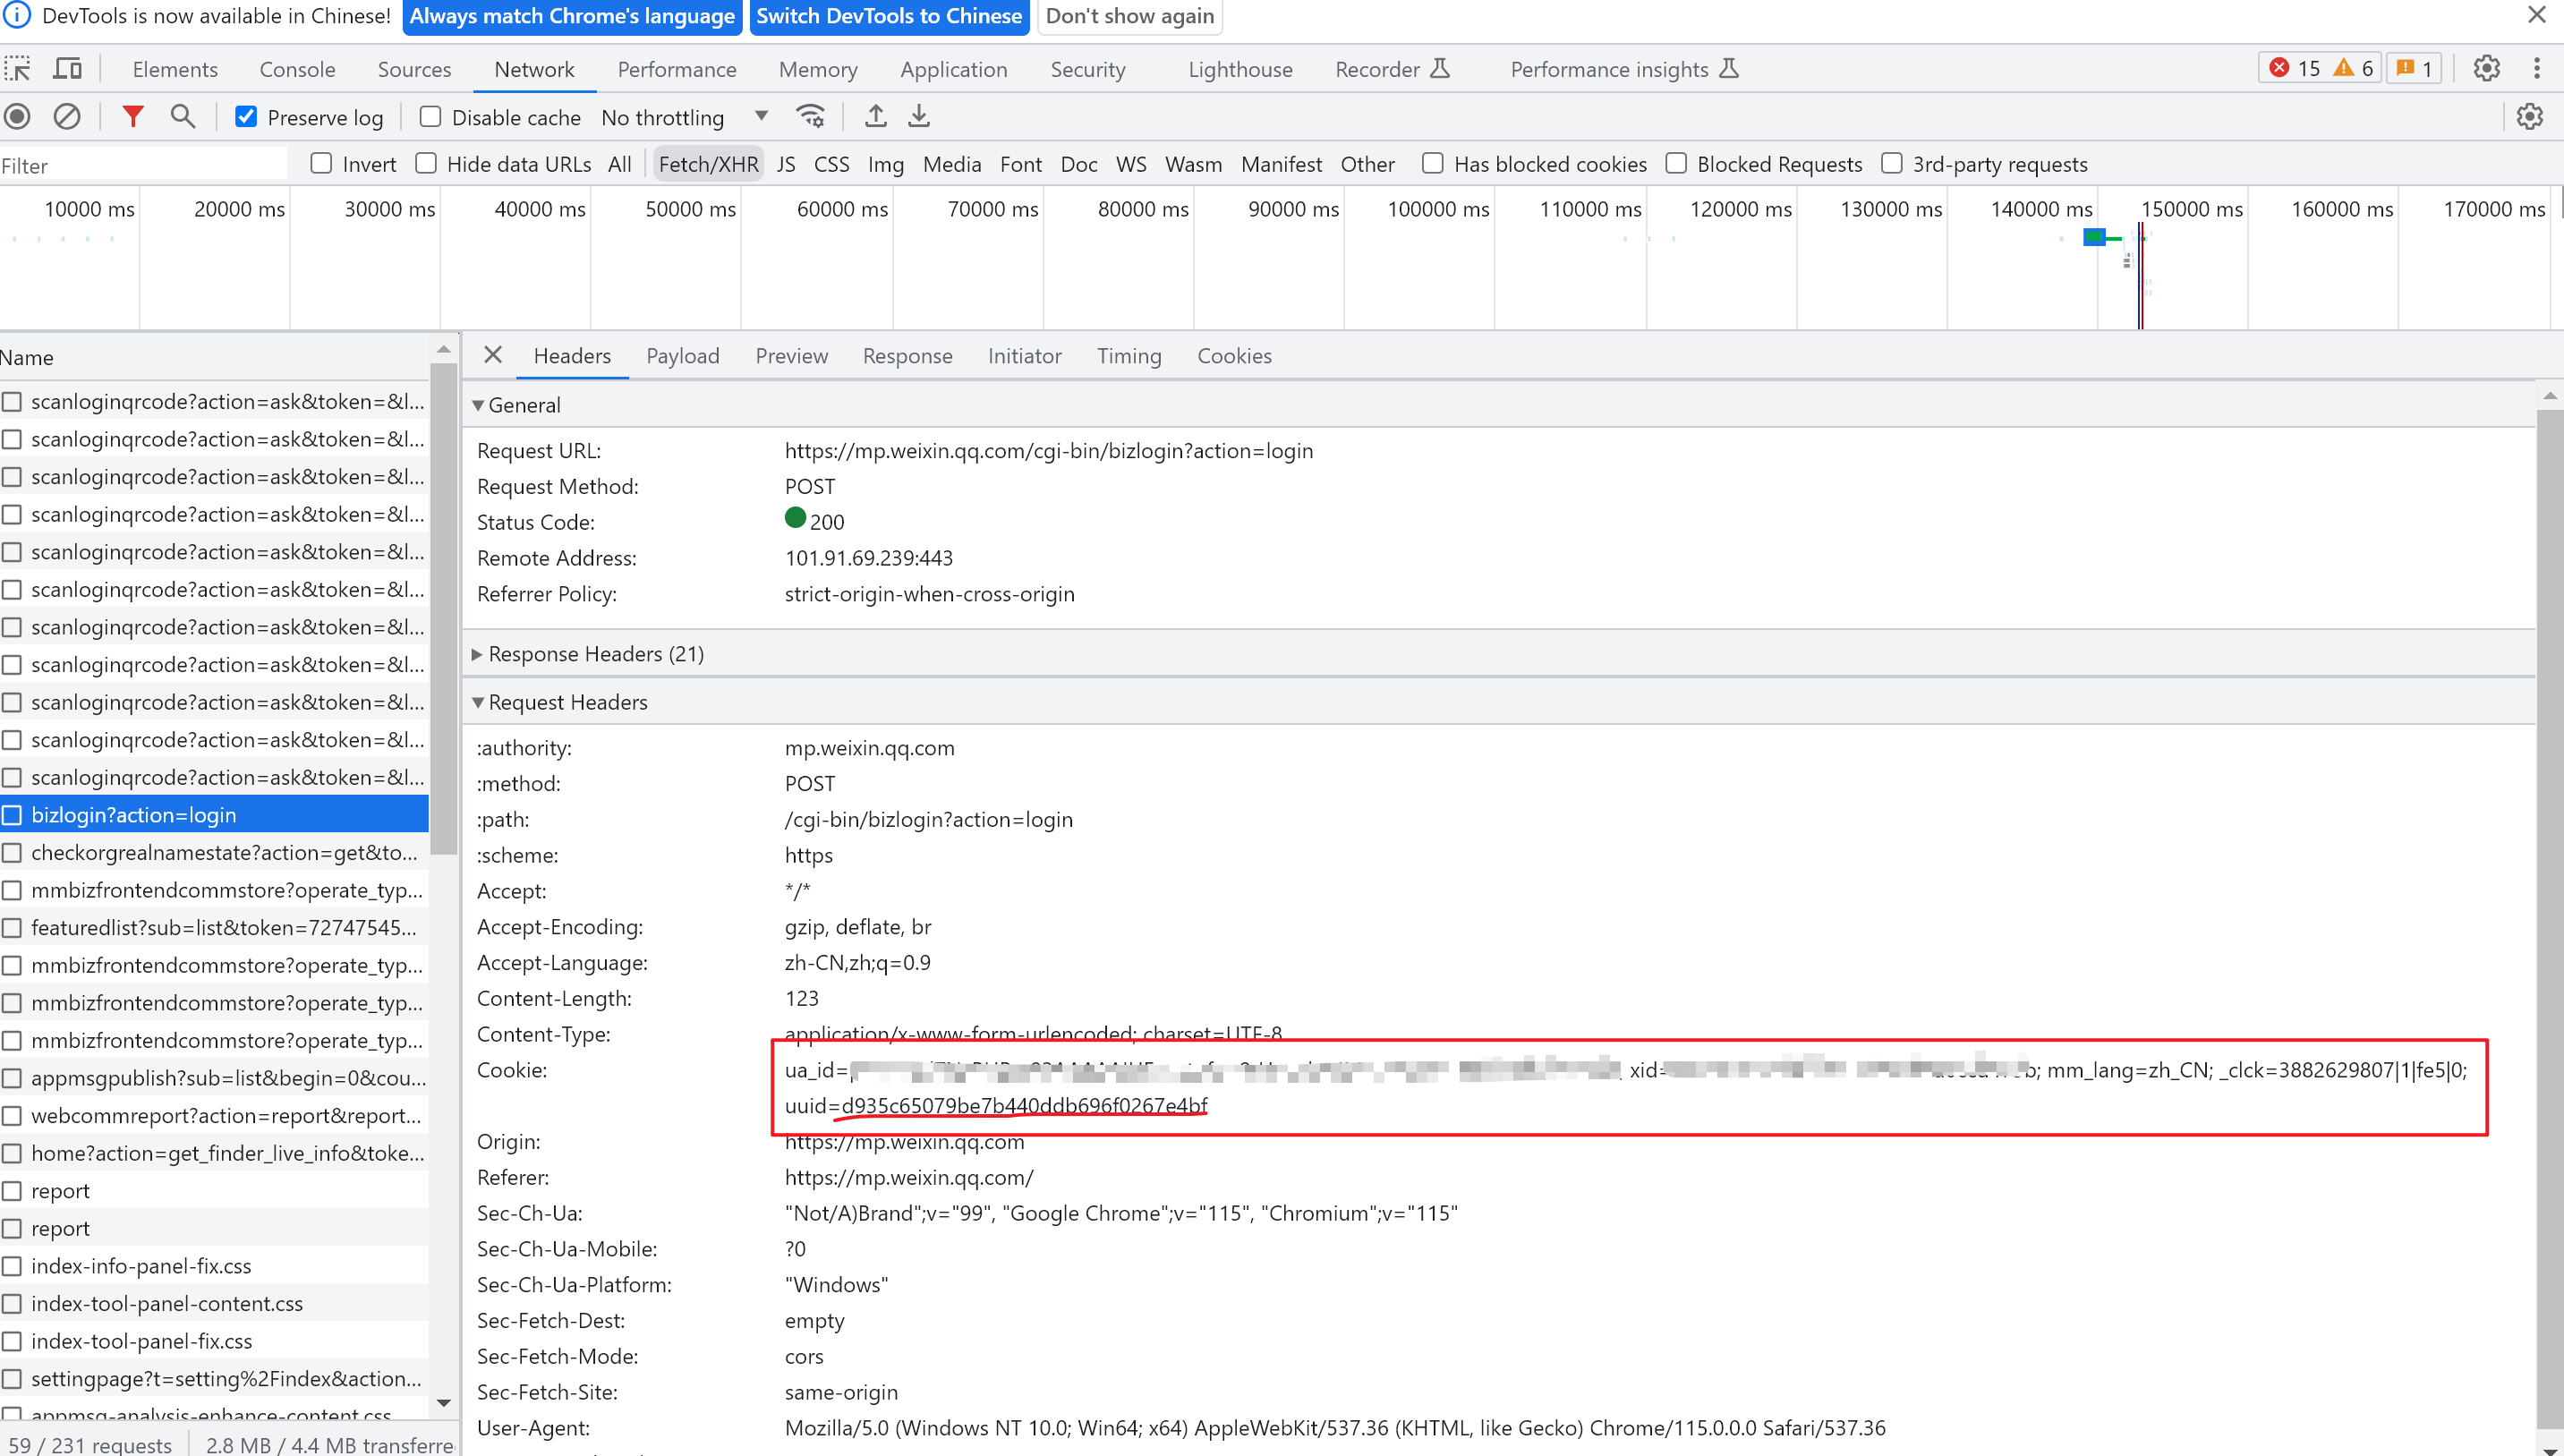 DevTools is now available in Chinese! Always match Chrome's language Switch DevTools to Chinese Don't show again
Elements Console Sources Network Performance Memory Application Security Lighthouse Recorder Performance insights 15 6 1
Preserve log Disable cache No throttling
Filter Invert Hide data URLs All Fetch/XHR JS CSS Img Media Font Doc WS Wasm Manifest Other Has blocked cookies Blocked Requests 3rd-party requests
10000 ms 20000 ms 30000 ms 40000 ms 50000 ms 60000 ms 70000 ms 80000 ms 90000 ms 100000 ms 110000 ms 120000 ms 130000 ms 140000 ms 150000 ms 160000 ms 170000 ms
Name
scanloginqrcode?action=ask&token=&l...
scanloginqrcode?action=ask&token=&l...
scanloginqrcode?action=ask&token=&l...
scanloginqrcode?action=ask&token=&l...
scanloginqrcode?action=ask&token=&l...
scanloginqrcode?action=ask&token=&l...
scanloginqrcode?action=ask&token=&l...
scanloginqrcode?action=ask&token=&l...
scanloginqrcode?action=ask&token=&l...
scanloginqrcode?action=ask&token=&l...
scanloginqrcode?action=ask&token=&l...
bizlogin?action=login
checkorgrealnamestate?action=get&to...
mmbizfrontendcommstore?operate_typ...
featuredlist?sub=list&token=72747545...
mmbizfrontendcommstore?operate_typ...
mmbizfrontendcommstore?operate_typ...
mmbizfrontendcommstore?operate_typ...
appmsgpublish?sub=list&begin=0&cou...
webcommreport?action=report&report...
home?action=get_finder_live_info&toke...
report
report
index-info-panel-fix.css
index-tool-panel-content.css
index-tool-panel-fix.css
settingpage?t=setting%2Findex&action...
appmsg-analysis-enhance-content.css
59 / 231 requests 2.8 MB / 4.4 MB transferre
Headers Payload Preview Response Initiator Timing Cookies
General
Request URL: https://mp.weixin.qq.com/cgi-bin/bizlogin?action=login
Request Method: POST
Status Code: 200
Remote Address: 101.91.69.239:443
Referrer Policy: strict-origin-when-cross-origin
Response Headers (21)
Request Headers
:authority: mp.weixin.qq.com
:method: POST
:path: /cgi-bin/bizlogin?action=login
:scheme: https
Accept: */*
Accept-Encoding: gzip, deflate, br
Accept-Language: zh-CN,zh;q=0.9
Content-Length: 123
Content-Type: application/x-www-form-urlencoded; charset=UTF-8
Cookie: ua_id= xid= mm_lang=zh_CN; _clck=3882629807|1|fe5|0;
uuid=d935c65079be7b440ddb696f0267e4bf
Origin: https://mp.weixin.qq.com
Referer: https://mp.weixin.qq.com/
Sec-Ch-Ua: "Not/A)Brand";v="99", "Google Chrome";v="115", "Chromium";v="115"
Sec-Ch-Ua-Mobile: ?0
Sec-Ch-Ua-Platform: "Windows"
Sec-Fetch-Dest: empty
Sec-Fetch-Mode: cors
Sec-Fetch-Site: same-origin
User-Agent: Mozilla/5.0 (Windows NT 10.0; Win64; x64) AppleWebKit/537.36 (KHTML, like Gecko) Chrome/115.0.0.0 Safari/537.36